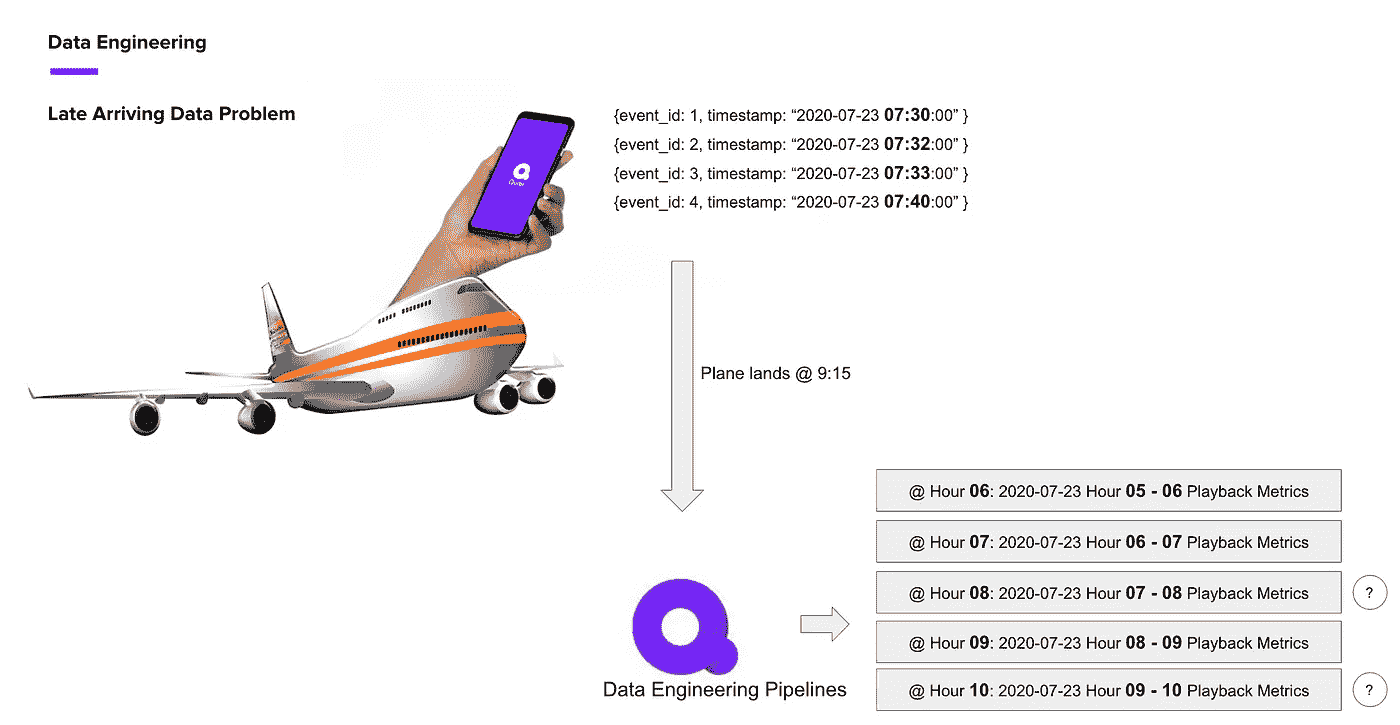 Data Engineering
Late Arriving Data Problem
{event_id: 1, timestamp: “2020-07-23 07:30:00” }
{event_id: 2, timestamp: “2020-07-23 07:32:00” }
{event_id: 3, timestamp: “2020-07-23 07:33:00” }
{event_id: 4, timestamp: “2020-07-23 07:40:00” }
Plane lands @ 9:15
@ Hour 06: 2020-07-23 Hour 05 - 06 Playback Metrics
@ Hour 07: 2020-07-23 Hour 06 - 07 Playback Metrics
@ Hour 08: 2020-07-23 Hour 07 - 08 Playback Metrics
?
@ Hour 09: 2020-07-23 Hour 08 - 09 Playback Metrics
Data Engineering Pipelines
@ Hour 10: 2020-07-23 Hour 09 - 10 Playback Metrics
?